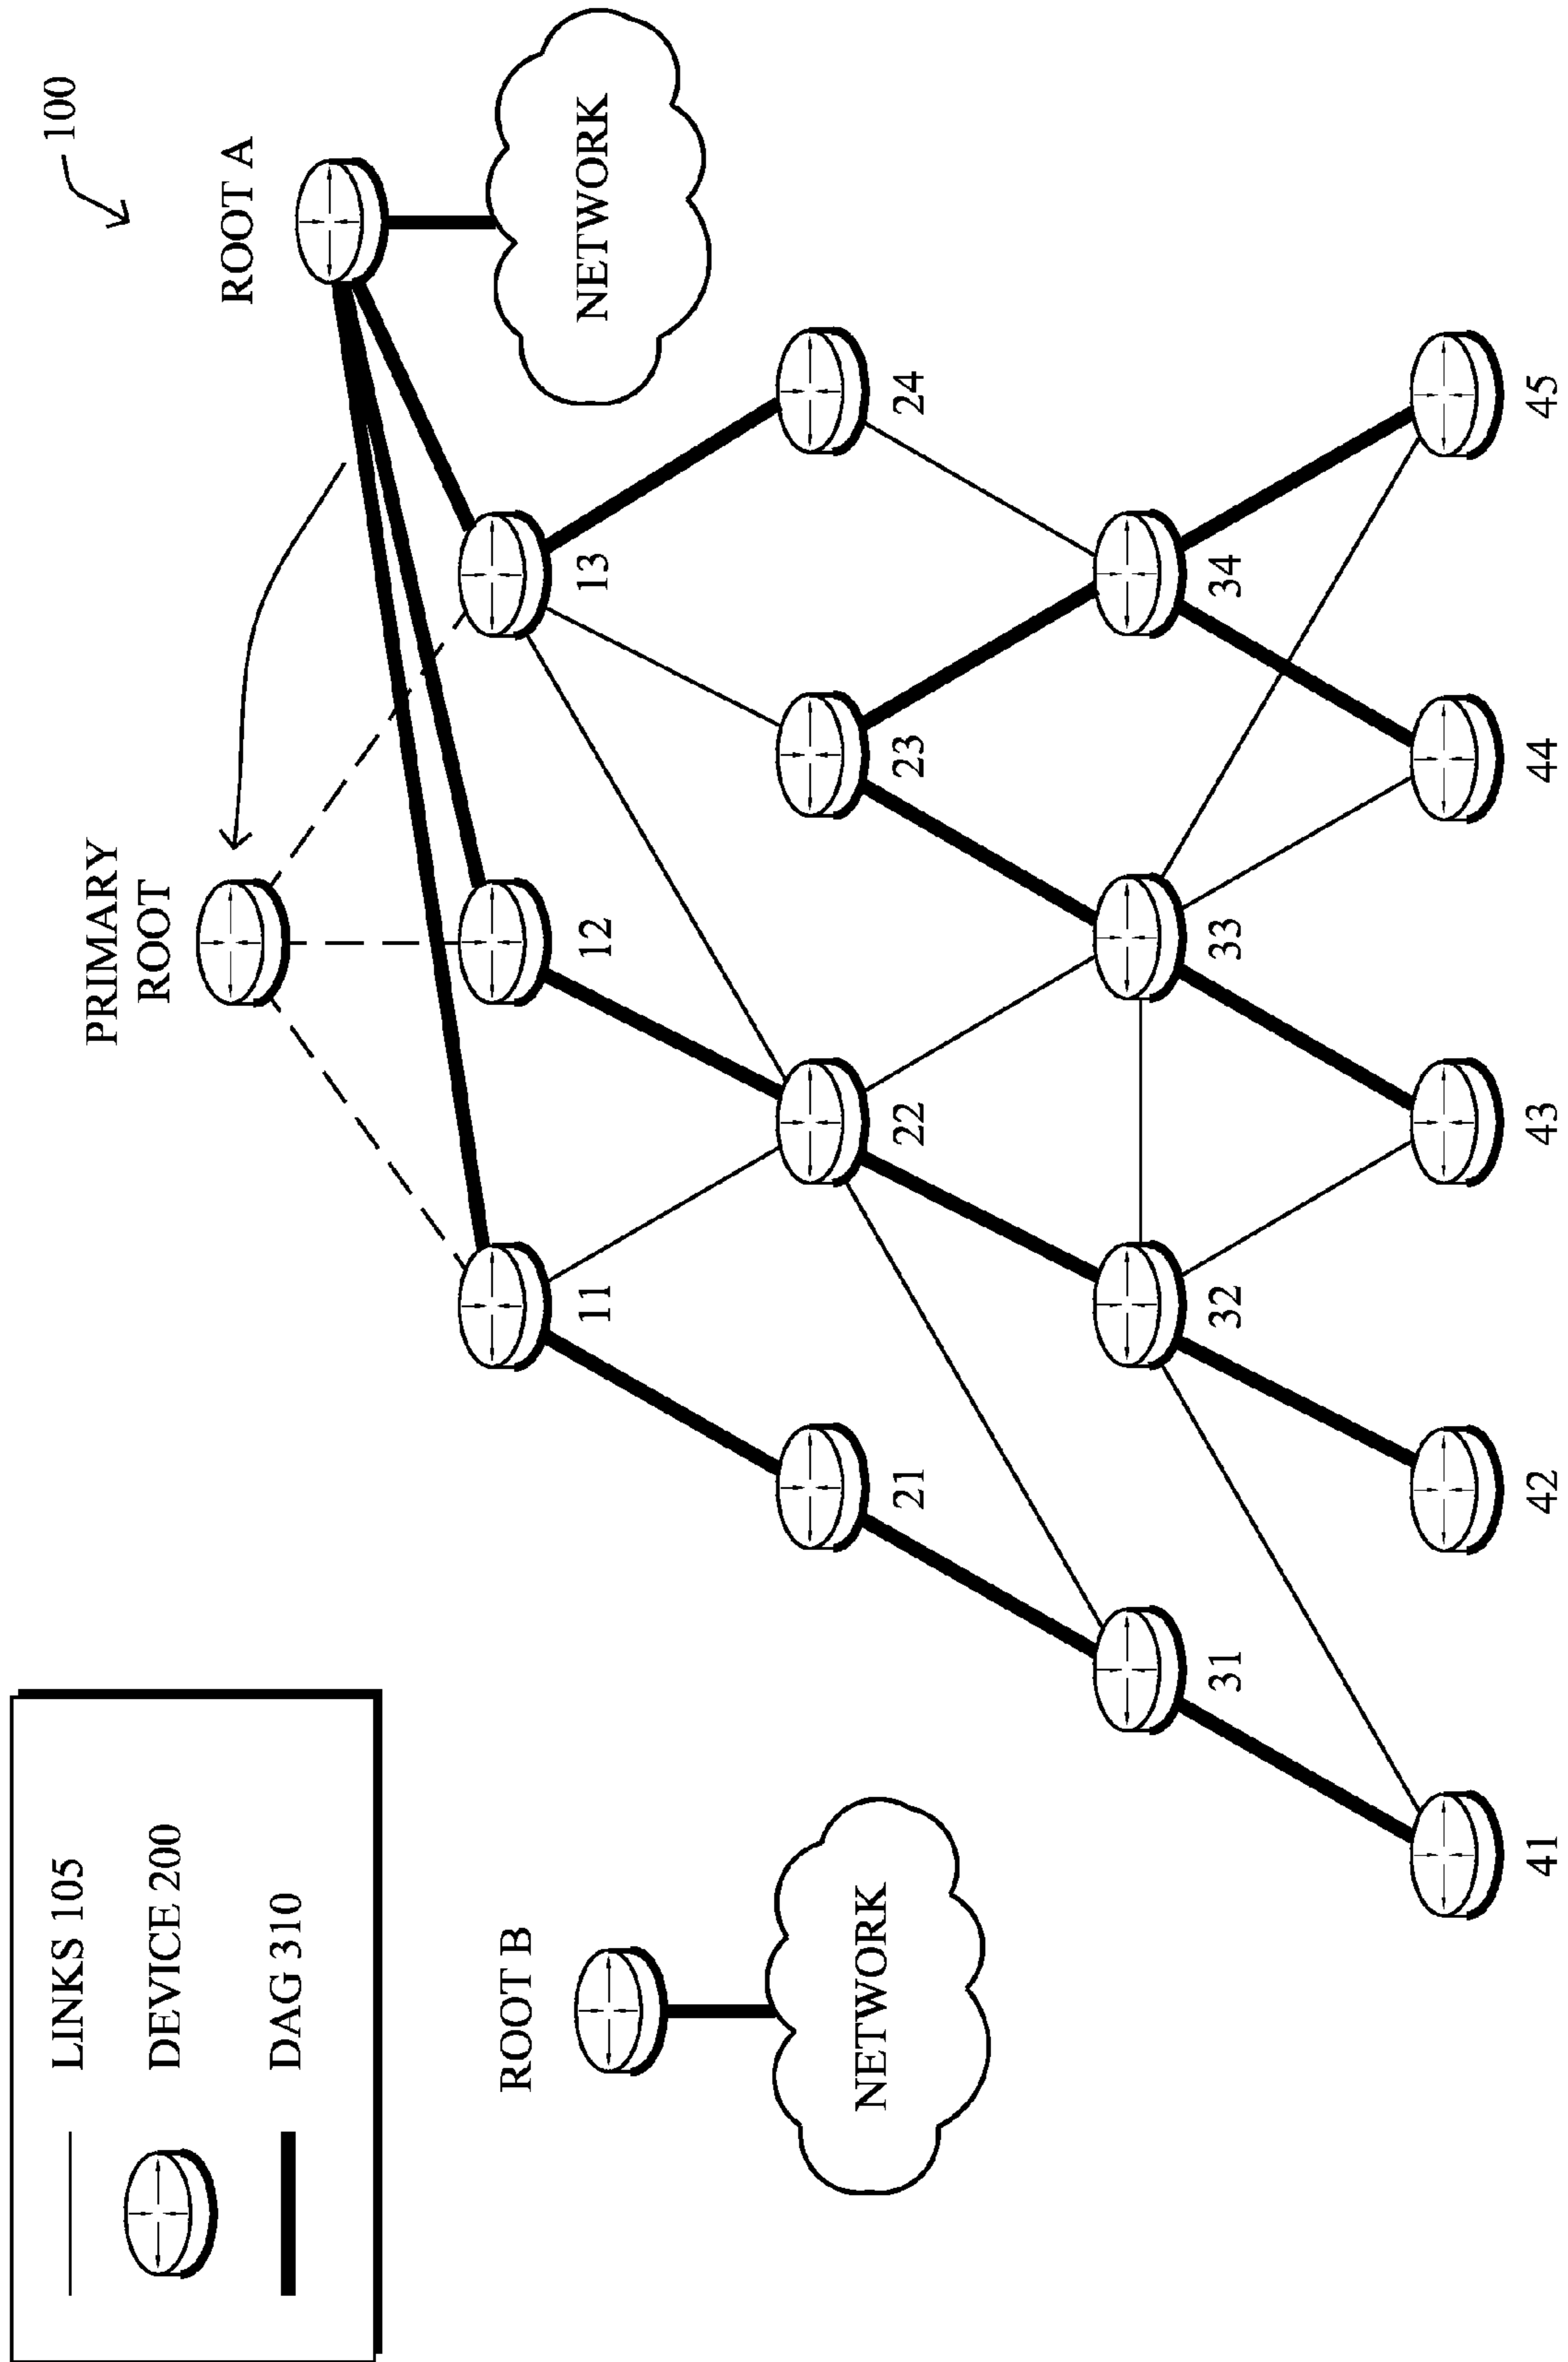 LINKS 105
DEVICE 200
DAG 310
100
PRIMARY
ROOT
ROOT A
NETWORK
ROOT B
NETWORK
11
12
13
21
22
23
24
31
32
33
34
41
42
43
44
45